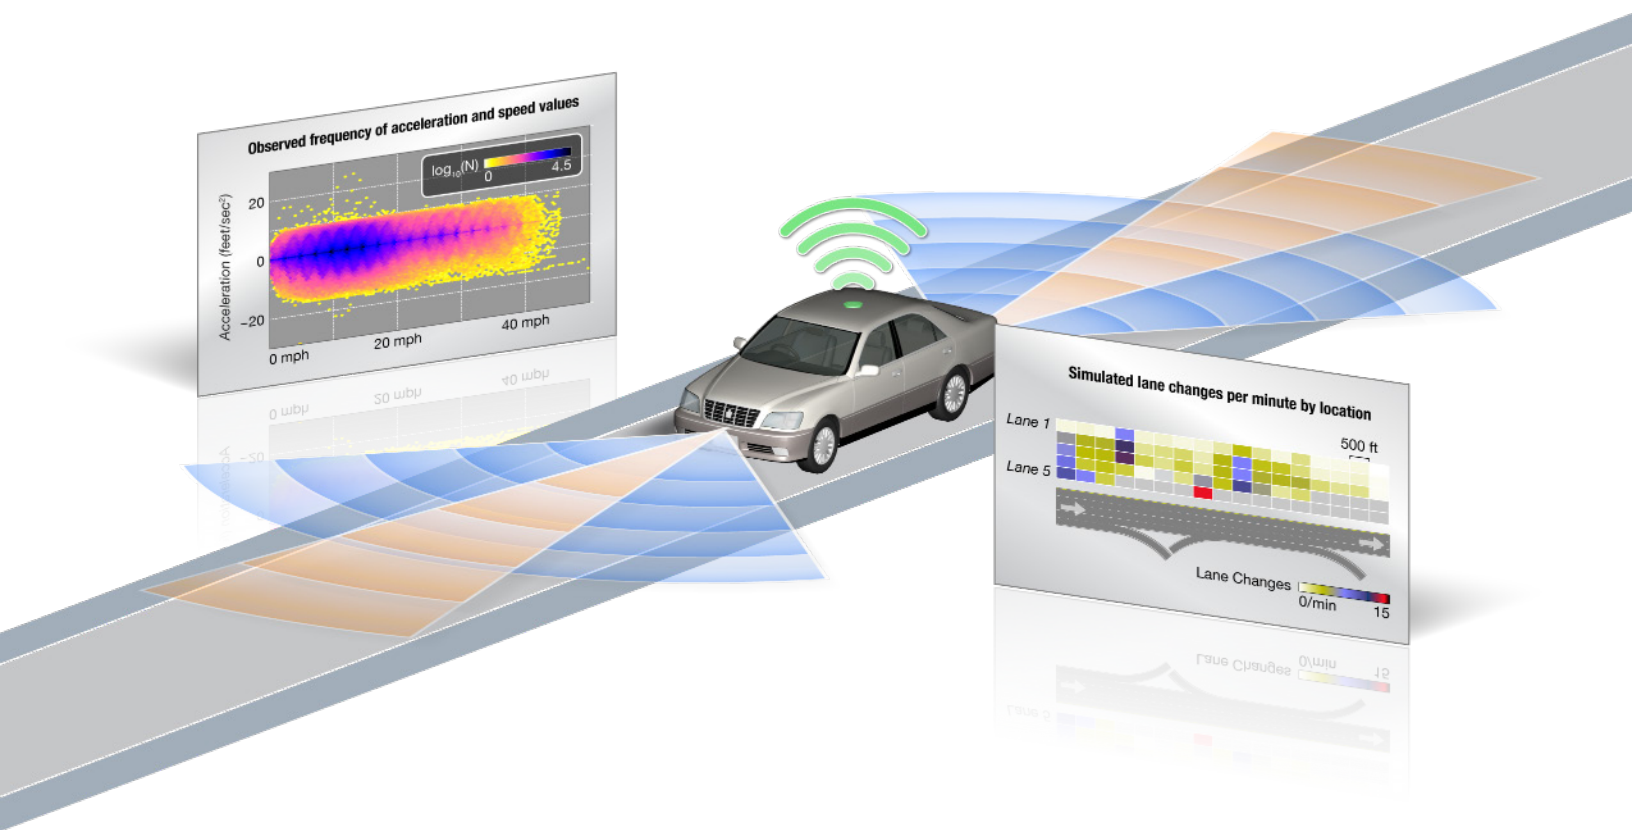 Observed frequency of acceleration and speed values
log₁₀(N)
0
4.5
Acceleration (feet/sec²)
20
0
−20
0 mph
20 mph
40 mph
Simulated lane changes per minute by location
Lane 1
500 ft
Lane 5
Lane Changes
0/min
15